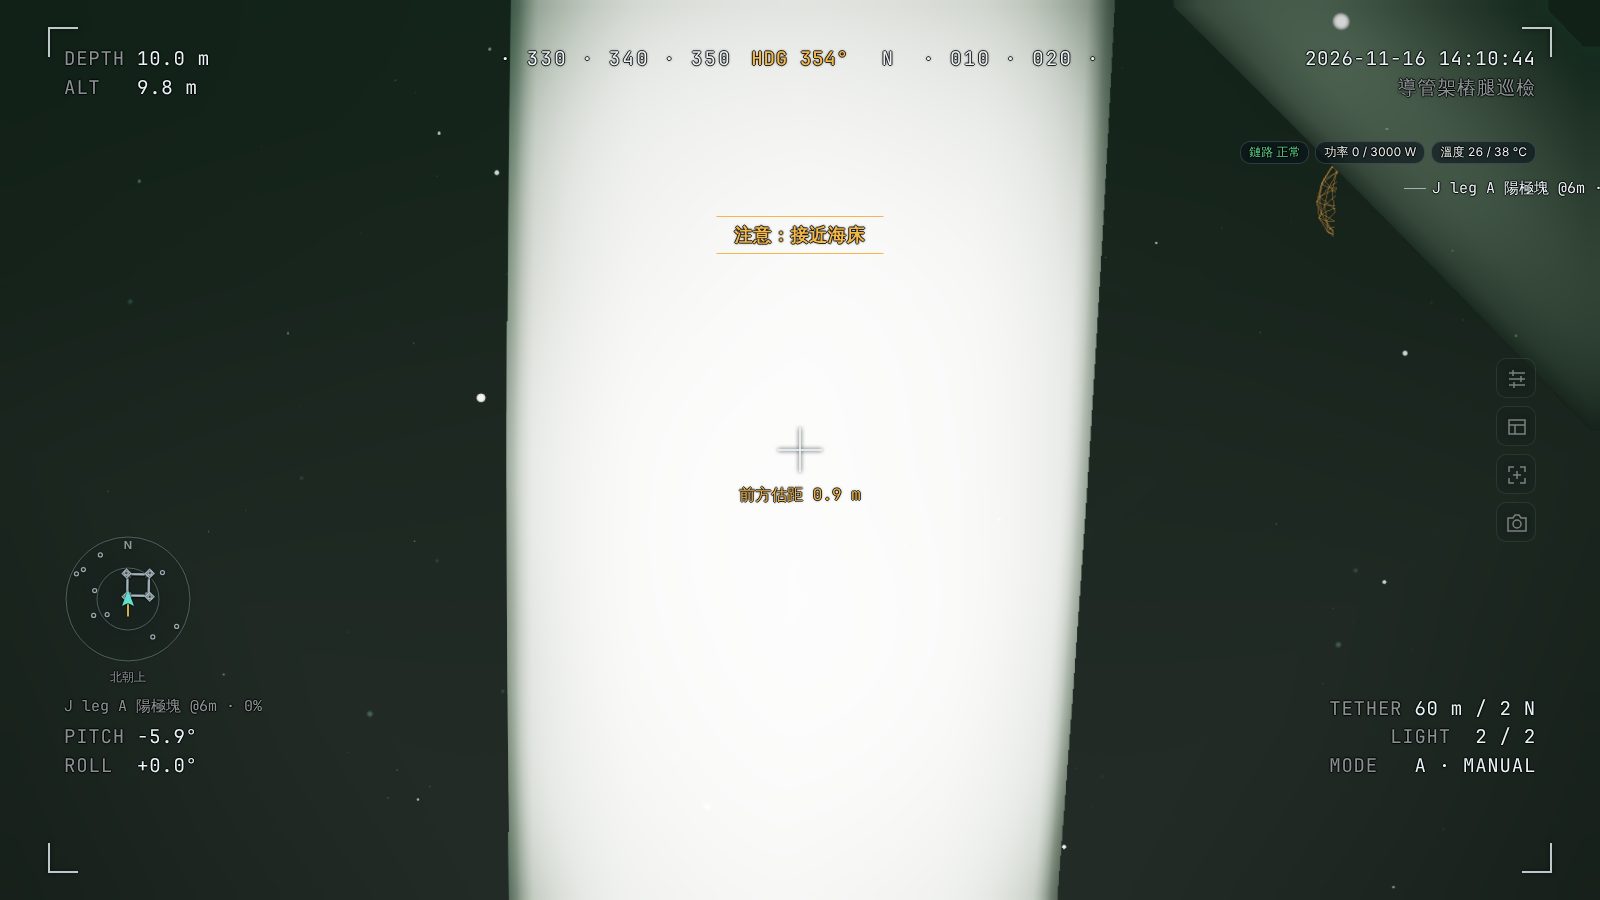 DEPTH 10.0 m
ALT 9.8 m
· 330 · 340 · 350 HDG 354° N · 010 · 020 ·
2026-11-16 14:10:44
導管架樁腿巡檢
鏈路 正常
功率 0 / 3000 W
溫度 26 / 38 °C
J leg A 陽極塊 @6m ·
注意：接近海床
前方估距 0.9 m
N
北朝上
J leg A 陽極塊 @6m · 0%
PITCH -5.9°
ROLL +0.0°
TETHER 60 m / 2 N
LIGHT 2 / 2
MODE A · MANUAL